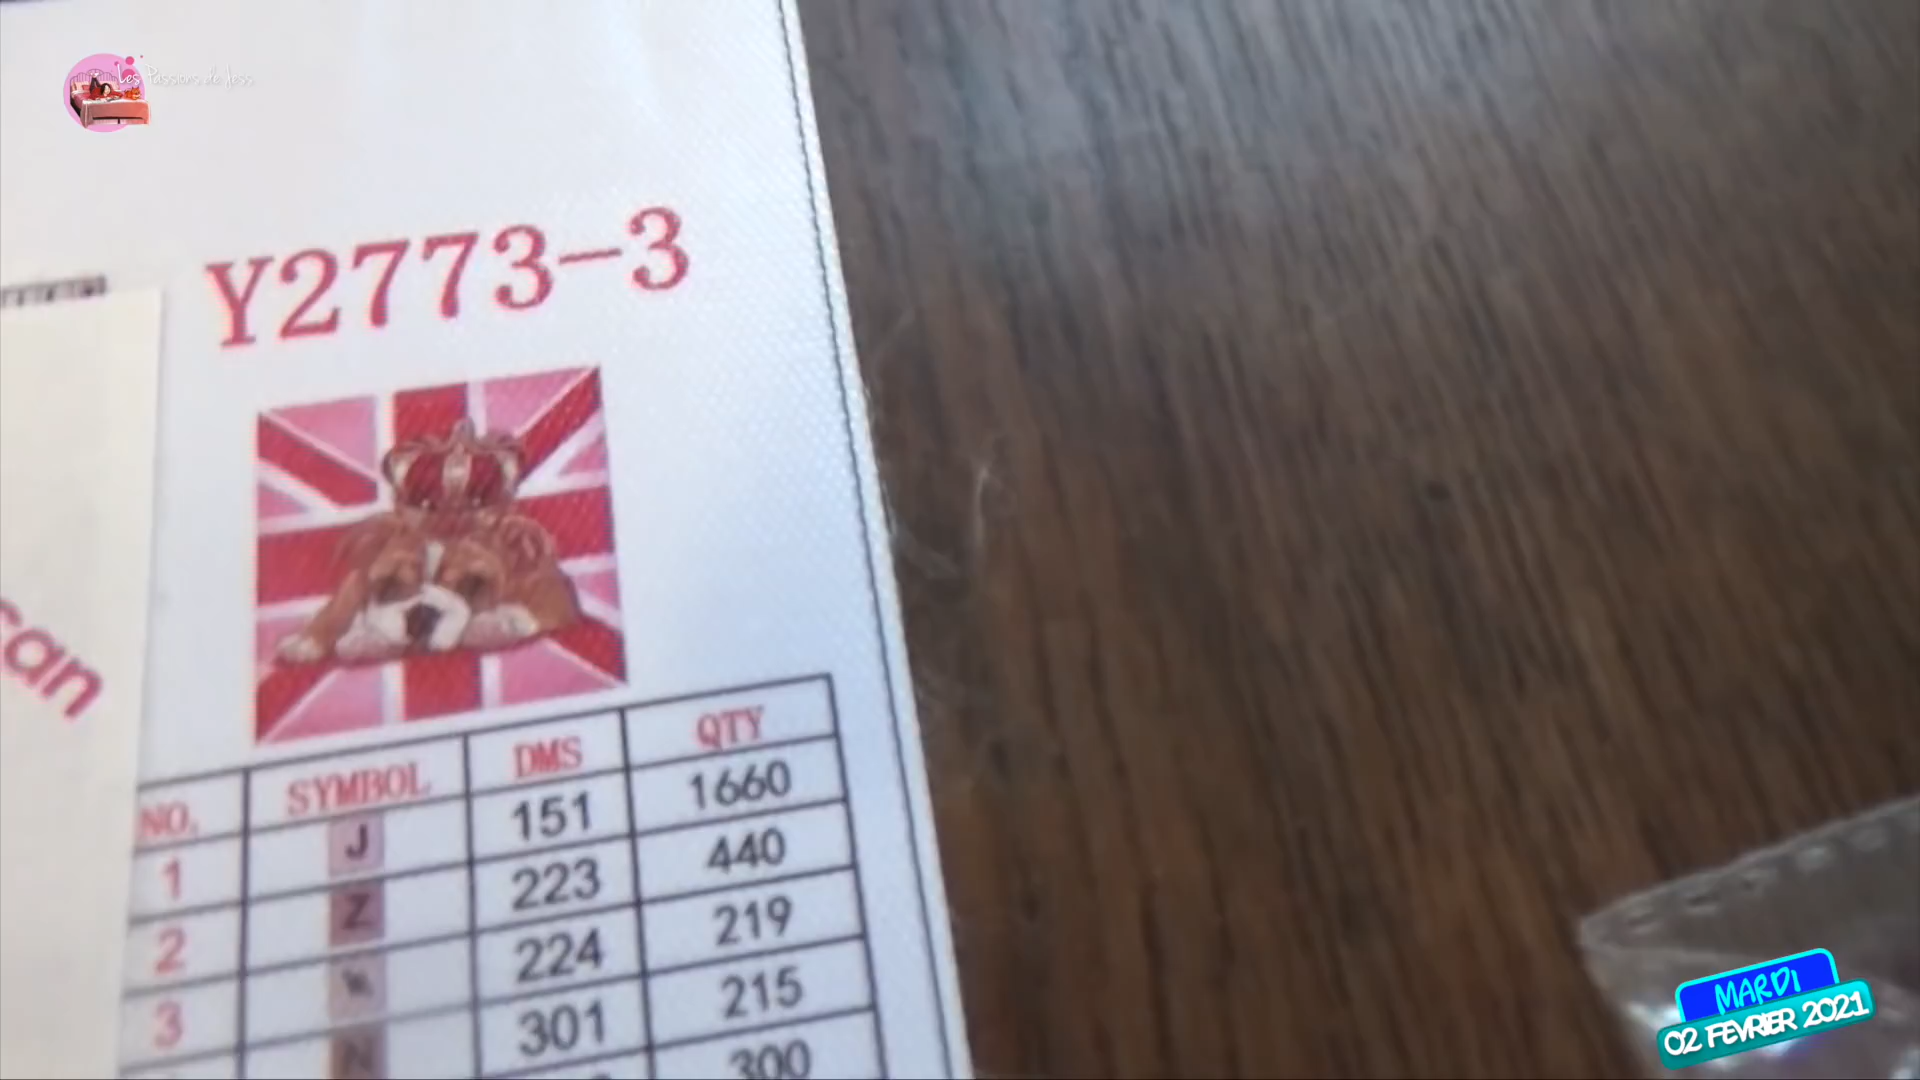 Les Passions de Jess
Y2773-3
san
NO. SYMBOL DMS QTY
1 J 151 1660
2 Z 223 440
3 224 219
N 301 215
300
MARDI
02 FEVRIER 2021